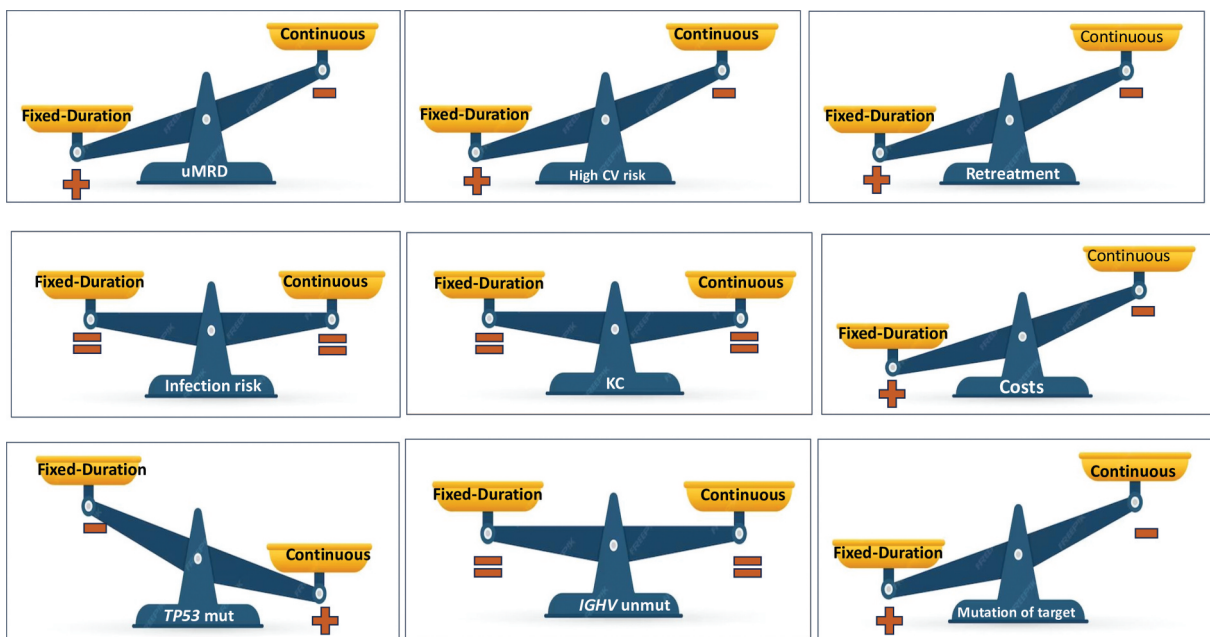 Continuous
Fixed-Duration
uMRD
Continuous
Fixed-Duration
High CV risk
Continuous
Fixed-Duration
Retreatment
Fixed-Duration
Continuous
Infection risk
Fixed-Duration
Continuous
KC
Continuous
Fixed-Duration
Costs
Fixed-Duration
Continuous
TP53 mut
Fixed-Duration
Continuous
IGHV unmut
Continuous
Fixed-Duration
Mutation of target